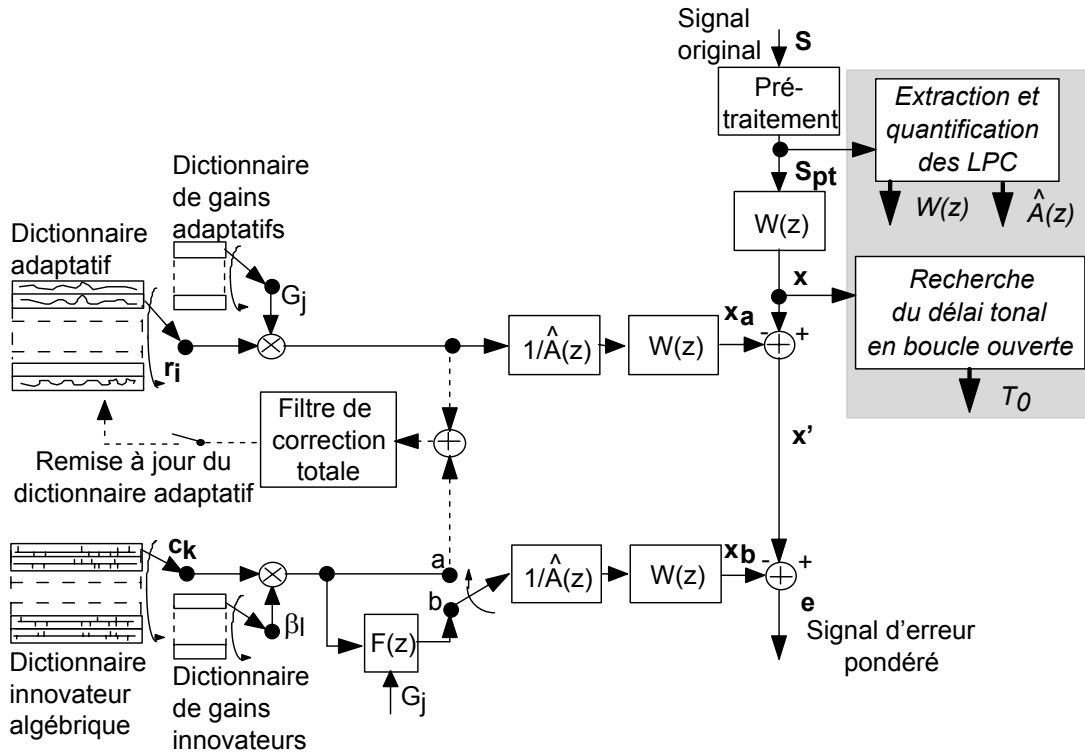 Signal
original
S
Pré-
traitement
Extraction et
quantification
des LPC
Spt
W(z)
Â(z)
W(z)
Dictionnaire
de gains
adaptatifs
Dictionnaire
adaptatif
Gj
ri
x
Recherche
du délai tonal
en boucle ouverte
T0
1/Â(z)
W(z)
xa
- +
Filtre de
correction
totale
Remise à jour du
dictionnaire adaptatif
x'
ck
a
b
1/Â(z)
W(z)
xb
- +
e
Signal d'erreur
pondéré
βl
F(z)
Gj
Dictionnaire
innovateur
algébrique
Dictionnaire
de gains
innovateurs